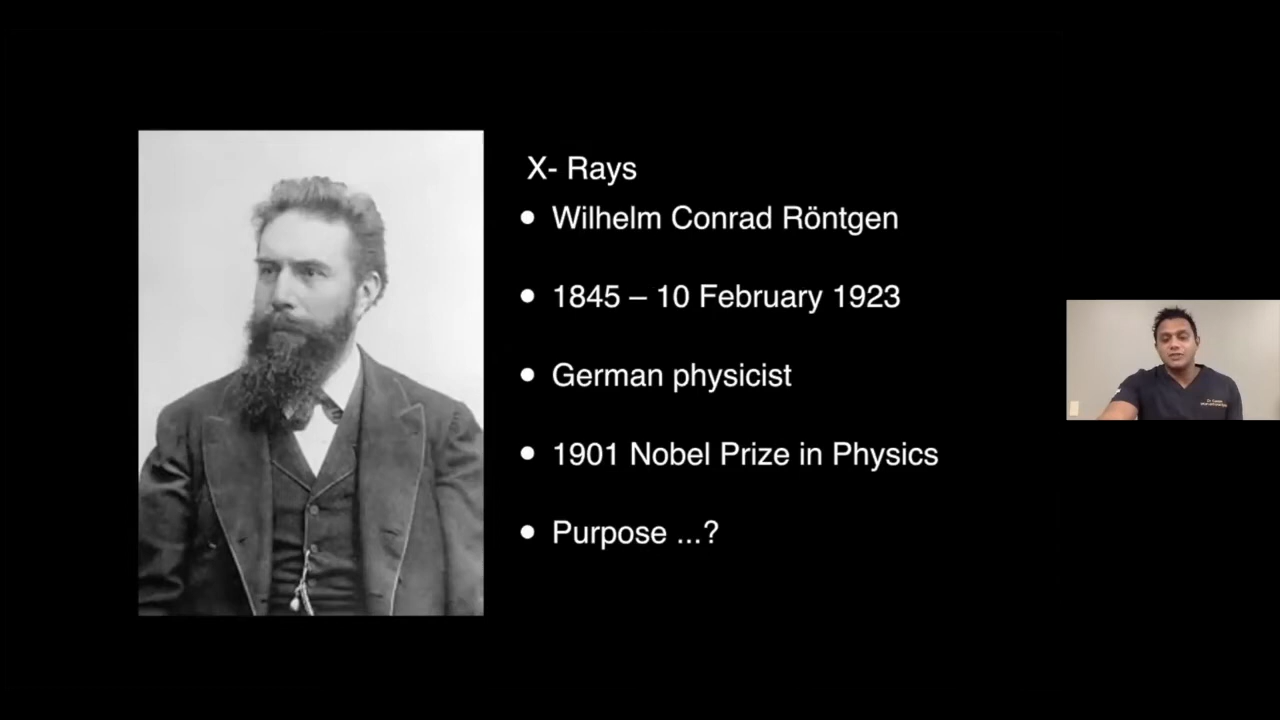 X- Rays
● Wilhelm Conrad Röntgen
● 1845 – 10 February 1923
● German physicist
● 1901 Nobel Prize in Physics
● Purpose ...?